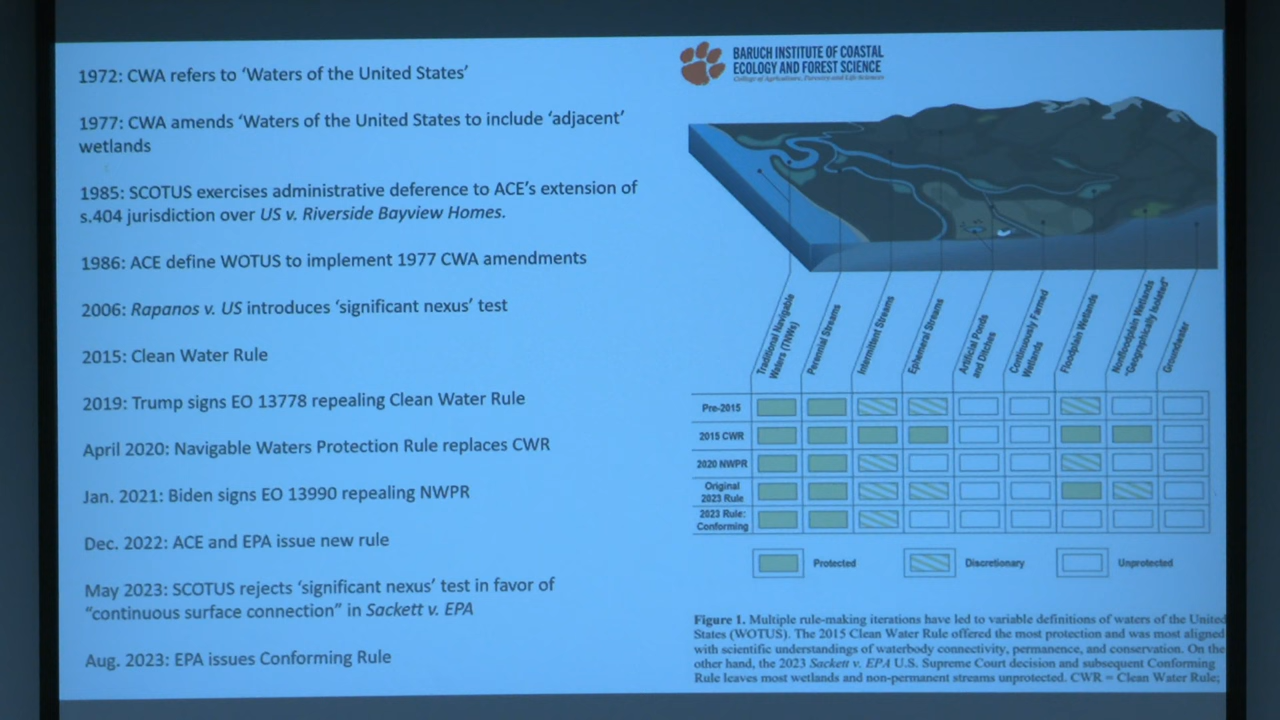 1972: CWA refers to ‘Waters of the United States’
1977: CWA amends ‘Waters of the United States to include ‘adjacent’
wetlands
1985: SCOTUS exercises administrative deference to ACE’s extension of
s.404 jurisdiction over US v. Riverside Bayview Homes.
1986: ACE define WOTUS to implement 1977 CWA amendments
2006: Rapanos v. US introduces ‘significant nexus’ test
2015: Clean Water Rule
2019: Trump signs EO 13778 repealing Clean Water Rule
April 2020: Navigable Waters Protection Rule replaces CWR
Jan. 2021: Biden signs EO 13990 repealing NWPR
Dec. 2022: ACE and EPA issue new rule
May 2023: SCOTUS rejects ‘significant nexus’ test in favor of
“continuous surface connection” in Sackett v. EPA
Aug. 2023: EPA issues Conforming Rule
BARUCH INSTITUTE OF COASTAL
ECOLOGY AND FOREST SCIENCE
College of Agriculture, Forestry and Life Sciences
Traditional Navigable
Waters (TNWs)
Perennial Streams
Intermittent Streams
Ephemeral Streams
Artificial Ponds
and Ditches
Continuously Farmed
Wetlands
Floodplain Wetlands
Nonfloodplain Wetlands
"Geographically Isolated"
Groundwater
Pre-2015
2015 CWR
2020 NWPR
Original
2023 Rule
2023 Rule:
Conforming
Protected
Discretionary
Unprotected
Figure 1. Multiple rule-making iterations have led to variable definitions of waters of the United
States (WOTUS). The 2015 Clean Water Rule offered the most protection and was most aligned
with scientific understandings of waterbody connectivity, permanence, and conservation. On the
other hand, the 2023 Sackett v. EPA U.S. Supreme Court decision and subsequent Conforming
Rule leaves most wetlands and non-permanent streams unprotected. CWR = Clean Water Rule;